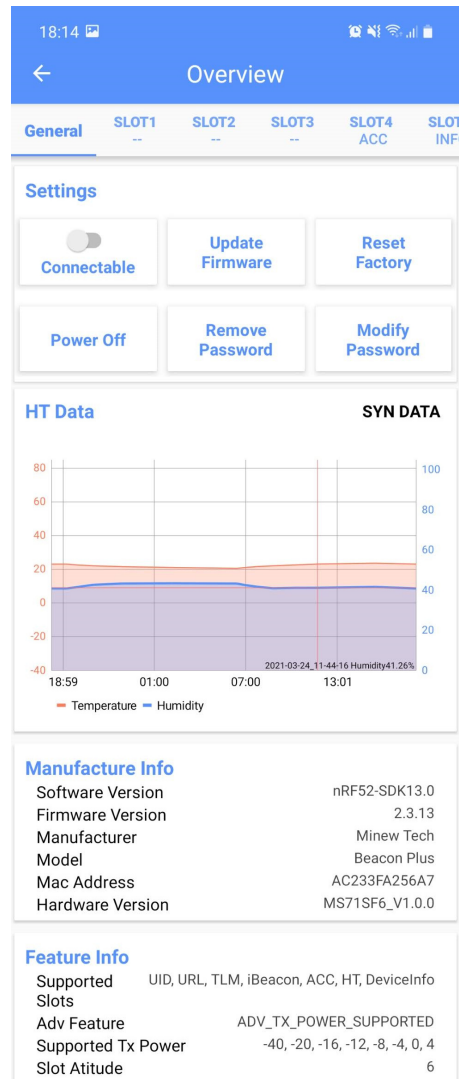 18:14
Overview
General SLOT1 SLOT2 SLOT3 SLOT4 SLOT
-- -- -- ACC INF
Settings
Connectable
Update
Firmware
Reset
Factory
Power Off
Remove
Password
Modify
Password
HT Data SYN DATA
80 100
60 80
40 60
20 40
0
-20 20
-40 0
2021-03-24_11-44-16 Humidity41.26%
18:59 01:00 07:00 13:01
Temperature Humidity
Manufacture Info
Software Version nRF52-SDK13.0
Firmware Version 2.3.13
Manufacturer Minew Tech
Model Beacon Plus
Mac Address AC233FA256A7
Hardware Version MS71SF6_V1.0.0
Feature Info
Supported UID, URL, TLM, iBeacon, ACC, HT, DeviceInfo
Slots
Adv Feature ADV_TX_POWER_SUPPORTED
Supported Tx Power -40, -20, -16, -12, -8, -4, 0, 4
Slot Atitude 6